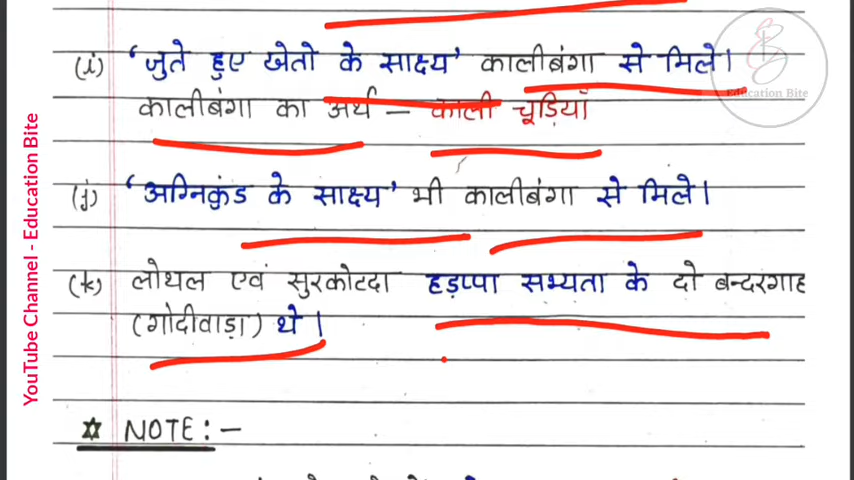 (i) 'जुते हुए खेतो के साक्ष्य' कालीबंगा से मिले।
कालीबंगा का अर्थ – काली चूड़ियाँ
(j) 'अग्निकुंड के साक्ष्य' भी कालीबंगा से मिले।
(k) लोथल एवं सुरकोटदा हड़प्पा सभ्यता के दो बन्दरगाह
(गोदीवाड़ा) थे।
☆ NOTE:-
YouTube Channel - Education Bite
Education Bite